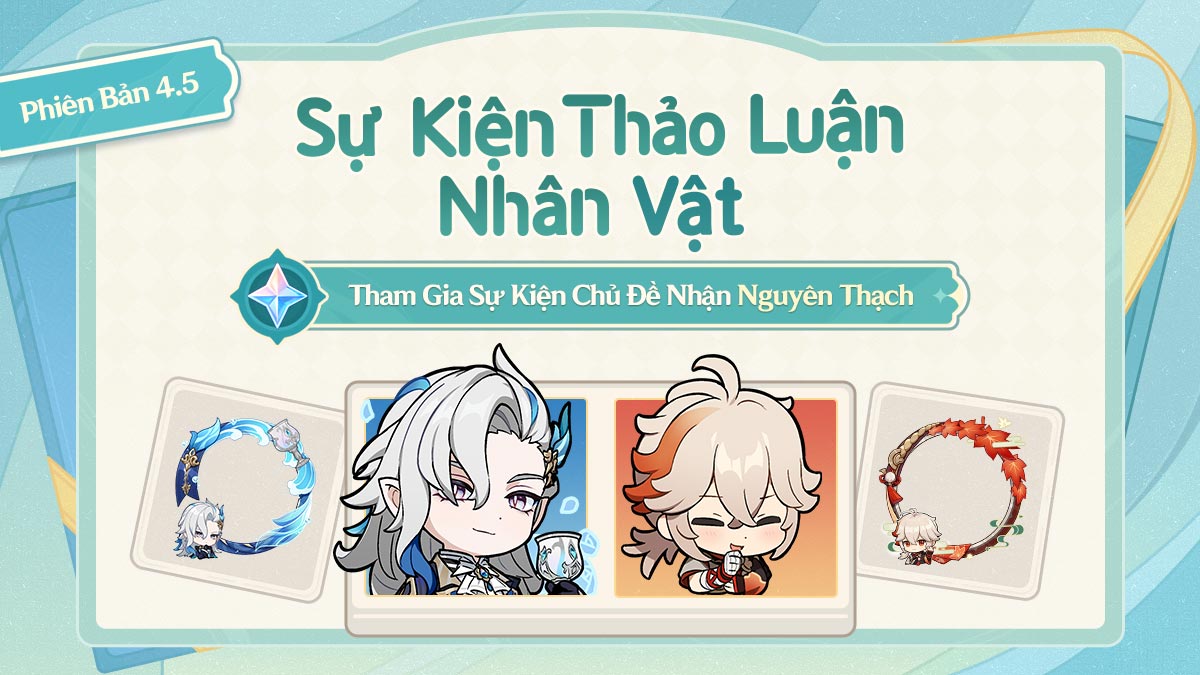 Phiên Bản 4.5
Sự Kiện Thảo Luận
Nhân Vật
Tham Gia Sự Kiện Chủ Đề Nhận Nguyên Thạch